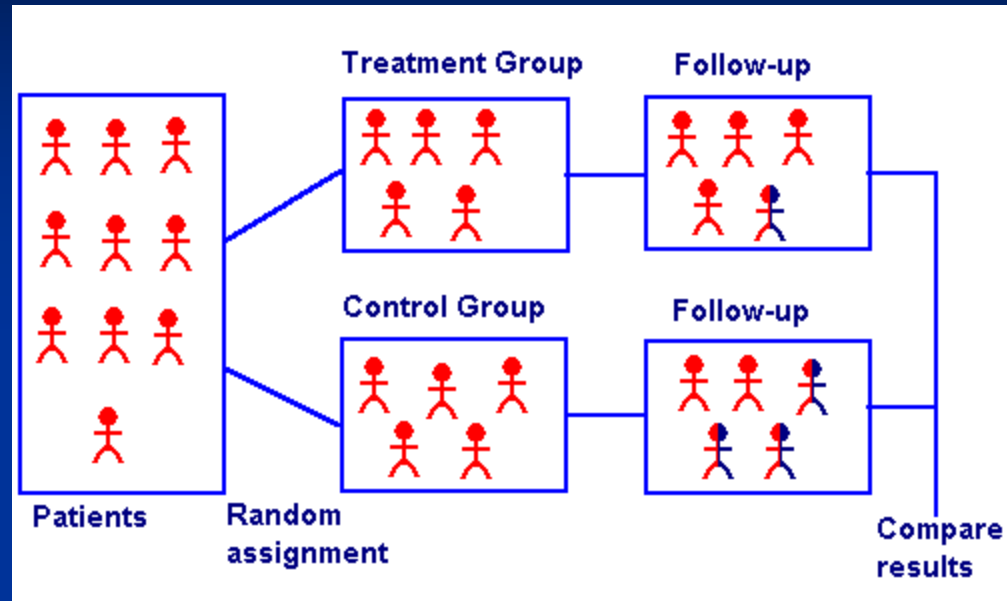 Treatment Group
Follow-up
Control Group
Follow-up
Patients
Random
assignment
Compare
results